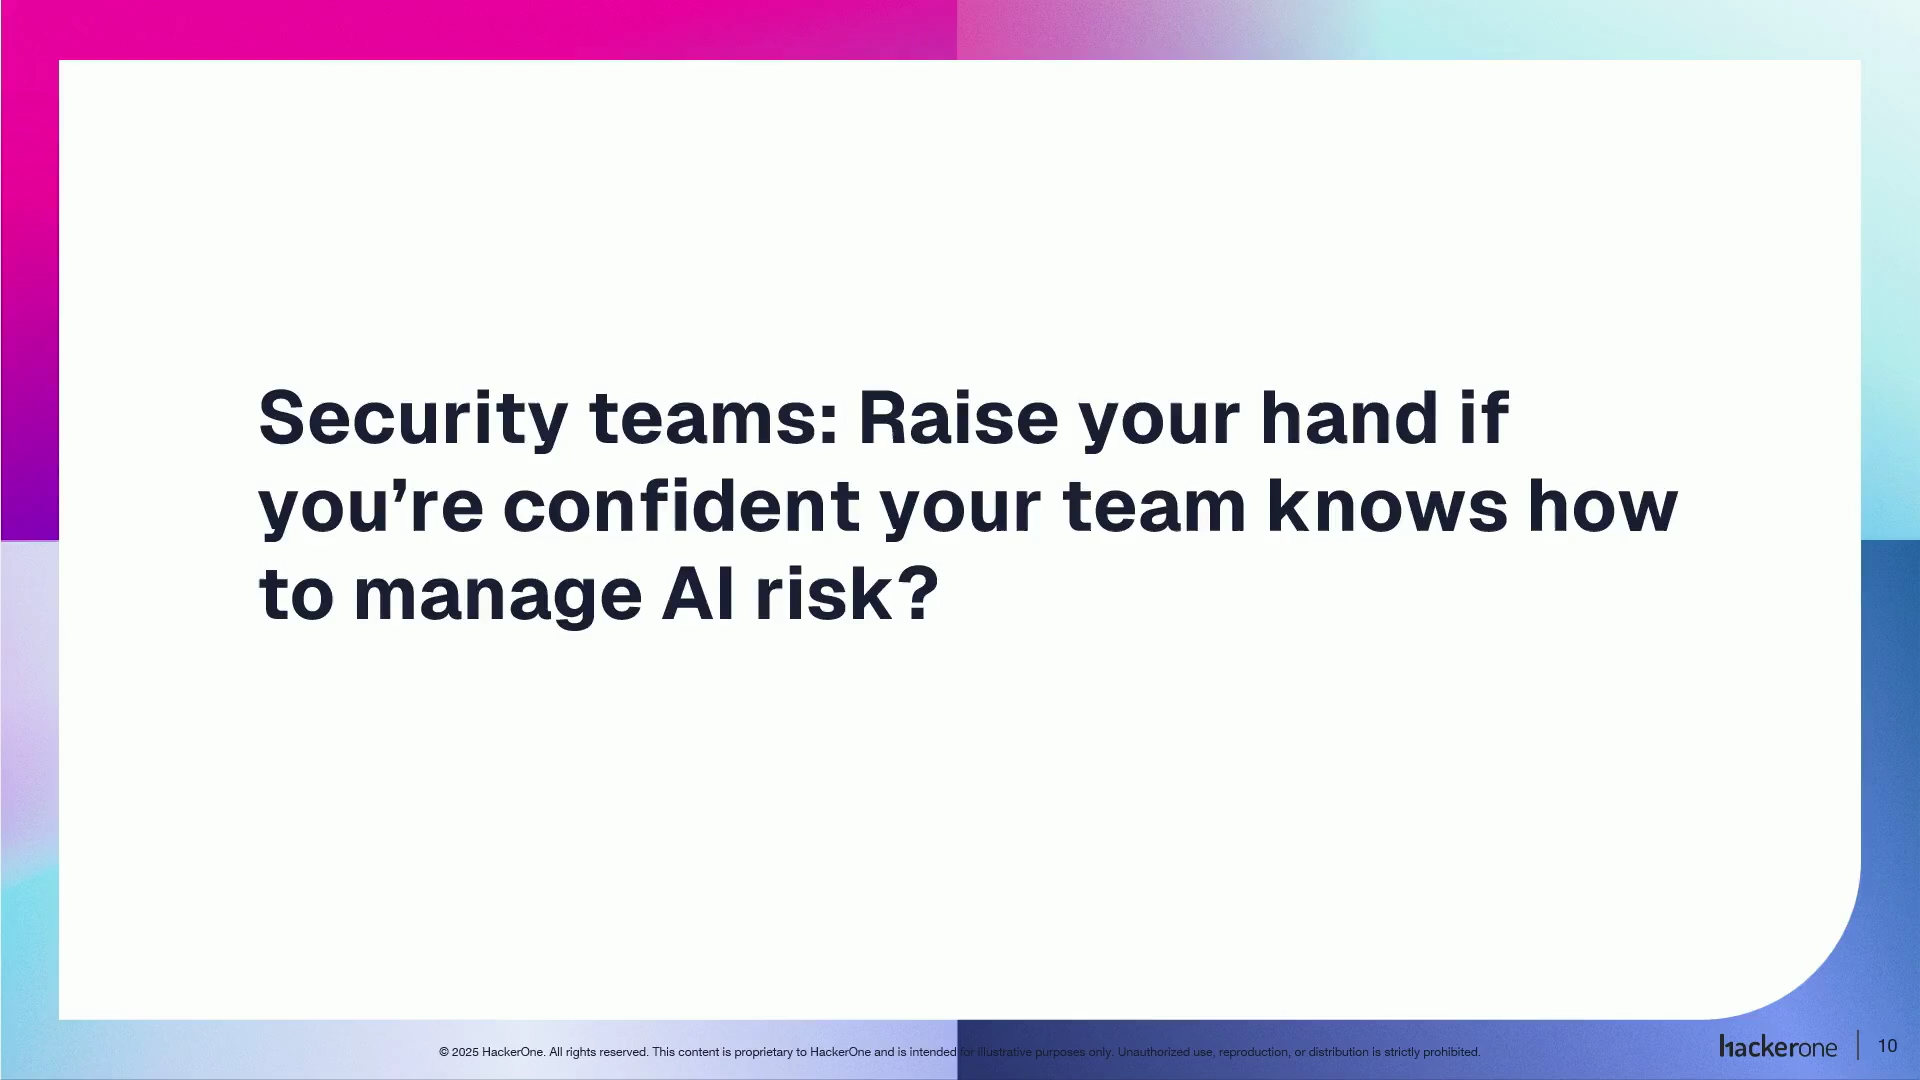 Security teams: Raise your hand if
you’re confident your team knows how
to manage AI risk?
© 2025 HackerOne. All rights reserved. This content is proprietary to HackerOne and is intended for illustrative purposes only. Unauthorized use, reproduction, or distribution is strictly prohibited.
hackerone
10